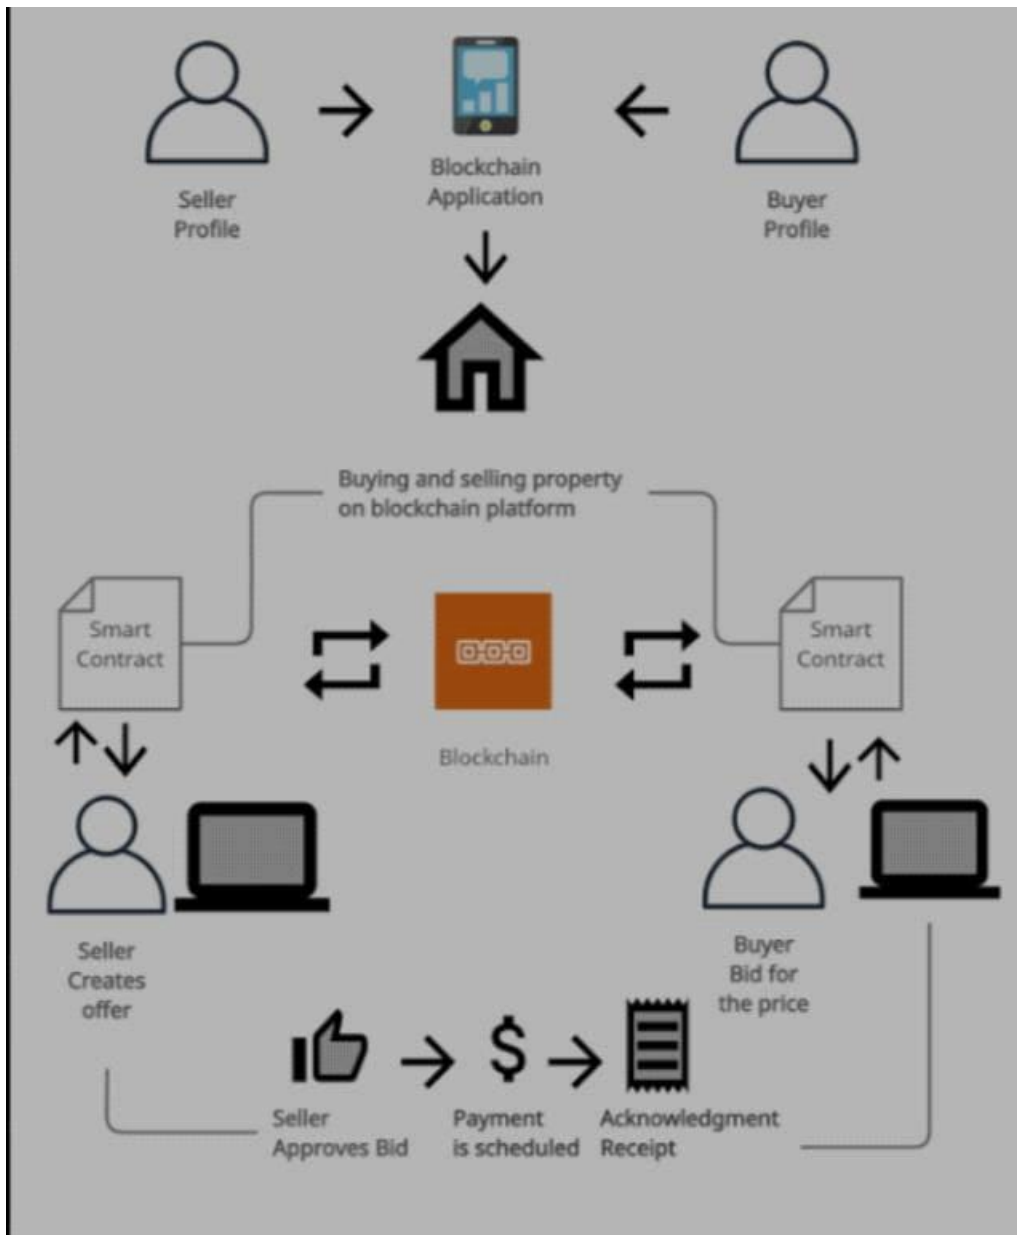 Blockchain
Application
Seller
Profile
Buyer
Profile
Buying and selling property
on blockchain platform
Smart
Contract
Smart
Contract
Blockchain
Seller
Creates
offer
Buyer
Bid for
the price
Seller
Approves Bid
Payment
is scheduled
Acknowledgment
Receipt